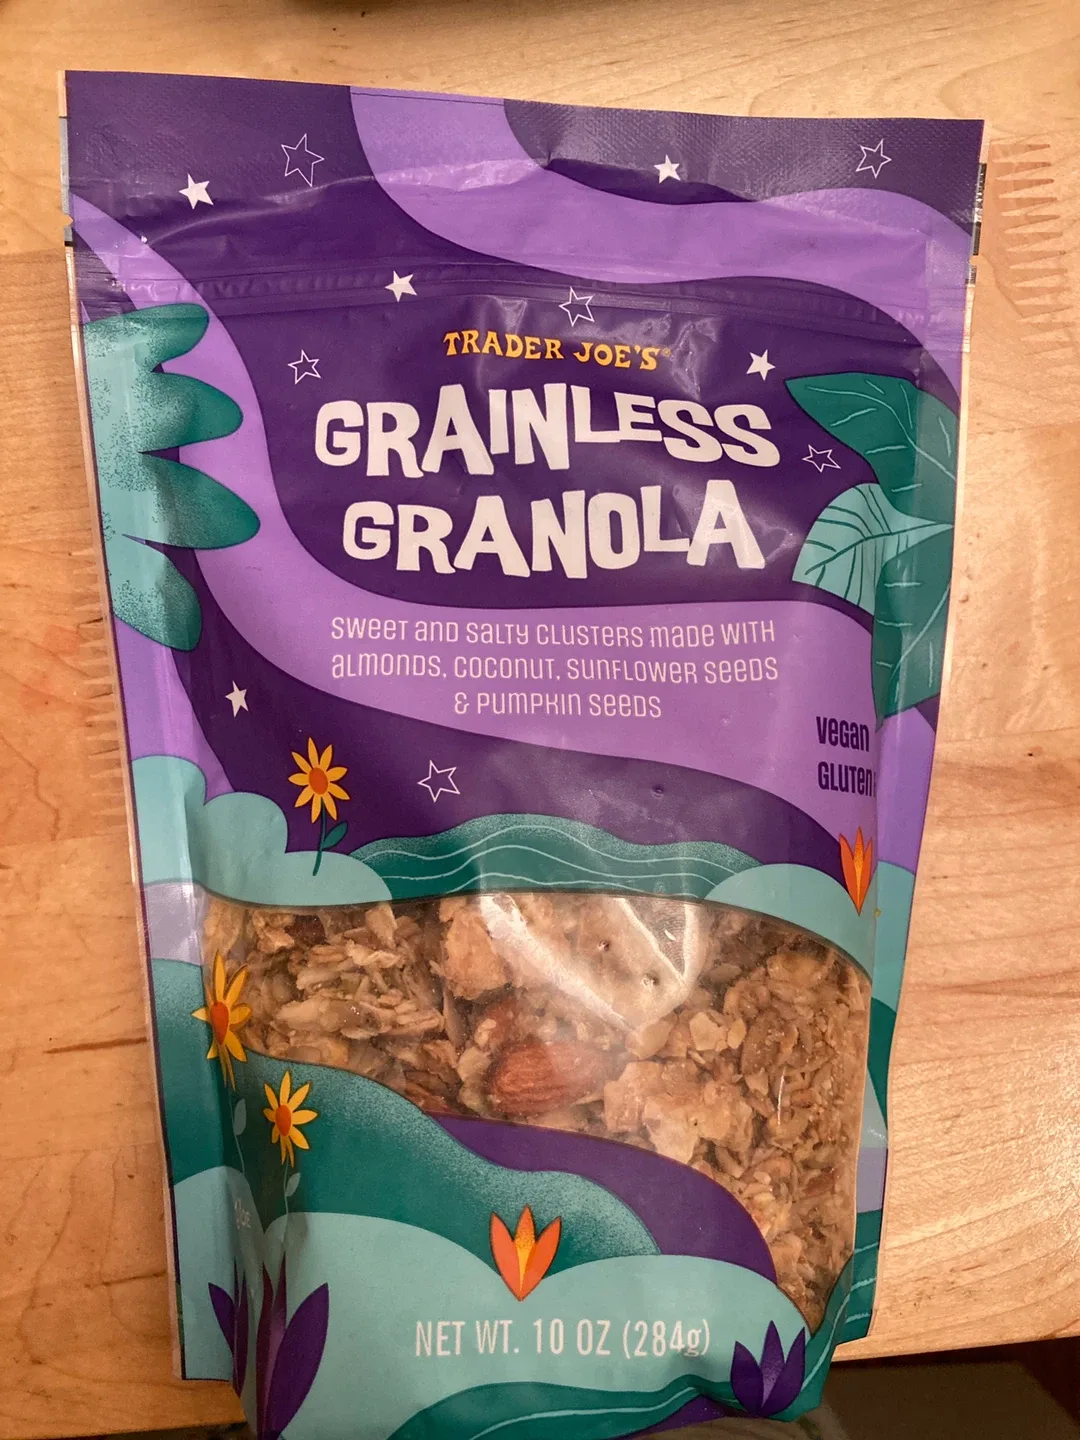 TRADER JOE'S®
GRAINLESS
GRANOLA
SWEET AND SALTY CLUSTERS MADE WITH
ALMONDS, COCONUT, SUNFLOWER SEEDS
& PUMPKIN SEEDS
VEGAN
GLUTEN
NET WT. 10 OZ (284g)